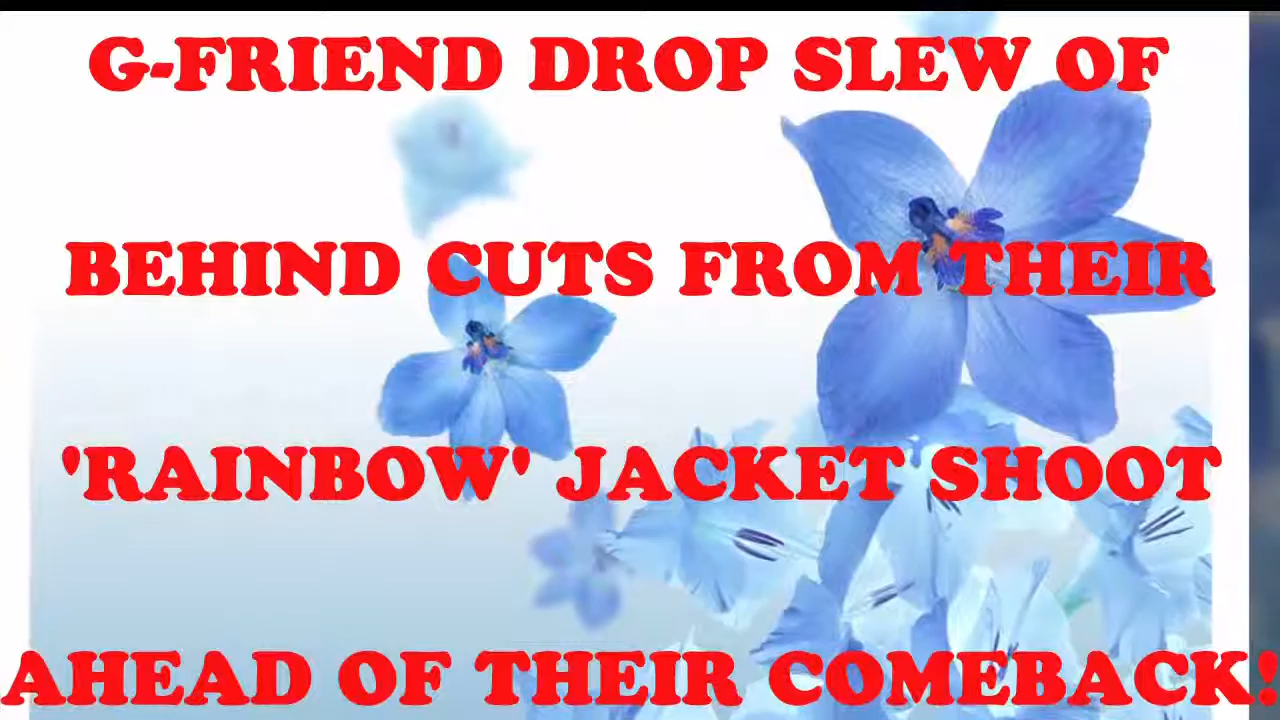 G-FRIEND DROP SLEW OF
BEHIND CUTS FROM THEIR
'RAINBOW' JACKET SHOOT
AHEAD OF THEIR COMEBACK!